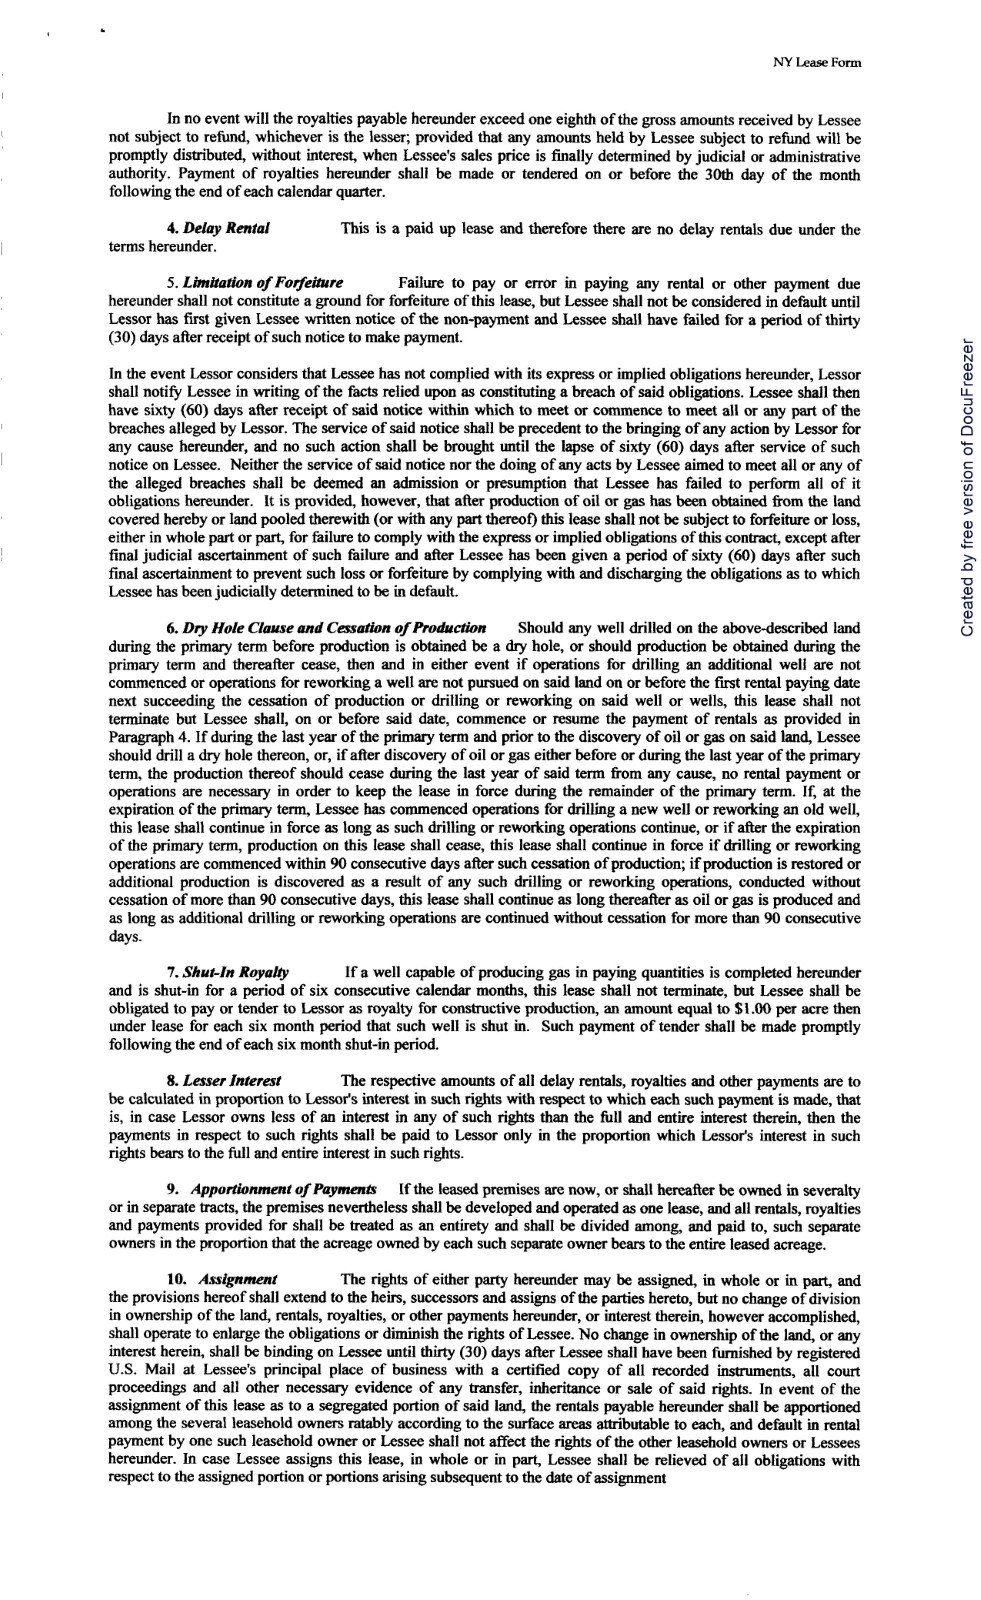 NY Lease Form
In no event will the royalties payable hereunder exceed one eighth of the gross amounts received by Lessee
not subject to refund, whichever is the lesser; provided that any amounts held by Lessee subject to refund will be
promptly distributed, without interest, when Lessee's sales price is finally determined by judicial or administrative
authority. Payment of royalties hereunder shall be made or tendered on or before the 30th day of the month
following the end of each calendar quarter.
4. Delay Rental This is a paid up lease and therefore there are no delay rentals due under the
terms hereunder.
5. Limitation of Forfeiture Failure to pay or error in paying any rental or other payment due
hereunder shall not constitute a ground for forfeiture of this lease, but Lessee shall not be considered in default until
Lessor has first given Lessee written notice of the non-payment and Lessee shall have failed for a period of thirty
(30) days after receipt of such notice to make payment.
In the event Lessor considers that Lessee has not complied with its express or implied obligations hereunder, Lessor
shall notify Lessee in writing of the facts relied upon as constituting a breach of said obligations. Lessee shall then
have sixty (60) days after receipt of said notice within which to meet or commence to meet all or any part of the
breaches alleged by Lessor. The service of said notice shall be precedent to the bringing of any action by Lessor for
any cause hereunder, and no such action shall be brought until the lapse of sixty (60) days after service of such
notice on Lessee. Neither the service of said notice nor the doing of any acts by Lessee aimed to meet all or any of
the alleged breaches shall be deemed an admission or presumption that Lessee has failed to perform all of it
obligations hereunder. It is provided, however, that after production of oil or gas has been obtained from the land
covered hereby or land pooled therewith (or with any part thereof) this lease shall not be subject to forfeiture or loss,
either in whole part or part, for failure to comply with the express or implied obligations of this contract, except after
final judicial ascertainment of such failure and after Lessee has been given a period of sixty (60) days after such
final ascertainment to prevent such loss or forfeiture by complying with and discharging the obligations as to which
Lessee has been judicially determined to be in default.
6. Dry Hole Clause and Cessation of Production Should any well drilled on the above-described land
during the primary term before production is obtained be a dry hole, or should production be obtained during the
primary term and thereafter cease, then and in either event if operations for drilling an additional well are not
commenced or operations for reworking a well are not pursued on said land on or before the first rental paying date
next succeeding the cessation of production or drilling or reworking on said well or wells, this lease shall not
terminate but Lessee shall, on or before said date, commence or resume the payment of rentals as provided in
Paragraph 4. If during the last year of the primary term and prior to the discovery of oil or gas on said land, Lessee
should drill a dry hole thereon, or, if after discovery of oil or gas either before or during the last year of the primary
term, the production thereof should cease during the last year of said term from any cause, no rental payment or
operations are necessary in order to keep the lease in force during the remainder of the primary term. If, at the
expiration of the primary term, Lessee has commenced operations for drilling a new well or reworking an old well,
this lease shall continue in force as long as such drilling or reworking operations continue, or if after the expiration
of the primary term, production on this lease shall cease, this lease shall continue in force if drilling or reworking
operations are commenced within 90 consecutive days after such cessation of production; if production is restored or
additional production is discovered as a result of any such drilling or reworking operations, conducted without
cessation of more than 90 consecutive days, this lease shall continue as long thereafter as oil or gas is produced and
as long as additional drilling or reworking operations are continued without cessation for more than 90 consecutive
days.
7. Shut-In Royalty If a well capable of producing gas in paying quantities is completed hereunder
and is shut-in for a period of six consecutive calendar months, this lease shall not terminate, but Lessee shall be
obligated to pay or tender to Lessor as royalty for constructive production, an amount equal to $1.00 per acre then
under lease for each six month period that such well is shut in. Such payment of tender shall be made promptly
following the end of each six month shut-in period.
8. Lesser Interest The respective amounts of all delay rentals, royalties and other payments are to
be calculated in proportion to Lessor's interest in such rights with respect to which each such payment is made, that
is, in case Lessor owns less of an interest in any of such rights than the full and entire interest therein, then the
payments in respect to such rights shall be paid to Lessor only in the proportion which Lessor's interest in such
rights bears to the full and entire interest in such rights.
9. Apportionment of Payments If the leased premises are now, or shall hereafter be owned in severalty
or in separate tracts, the premises nevertheless shall be developed and operated as one lease, and all rentals, royalties
and payments provided for shall be treated as an entirety and shall be divided among, and paid to, such separate
owners in the proportion that the acreage owned by each such separate owner bears to the entire leased acreage.
10. Assignment The rights of either party hereunder may be assigned, in whole or in part, and
the provisions hereof shall extend to the heirs, successors and assigns of the parties hereto, but no change of division
in ownership of the land, rentals, royalties, or other payments hereunder, or interest therein, however accomplished,
shall operate to enlarge the obligations or diminish the rights of Lessee. No change in ownership of the land, or any
interest herein, shall be binding on Lessee until thirty (30) days after Lessee shall have been furnished by registered
U.S. Mail at Lessee's principal place of business with a certified copy of all recorded instruments, all court
proceedings and all other necessary evidence of any transfer, inheritance or sale of said rights. In event of the
assignment of this lease as to a segregated portion of said land, the rentals payable hereunder shall be apportioned
among the several leasehold owners ratably according to the surface areas attributable to each, and default in rental
payment by one such leasehold owner or Lessee shall not affect the rights of the other leasehold owners or Lessees
hereunder. In case Lessee assigns this lease, in whole or in part, Lessee shall be relieved of all obligations with
respect to the assigned portion or portions arising subsequent to the date of assignment
Created by free version of DocuFreezer